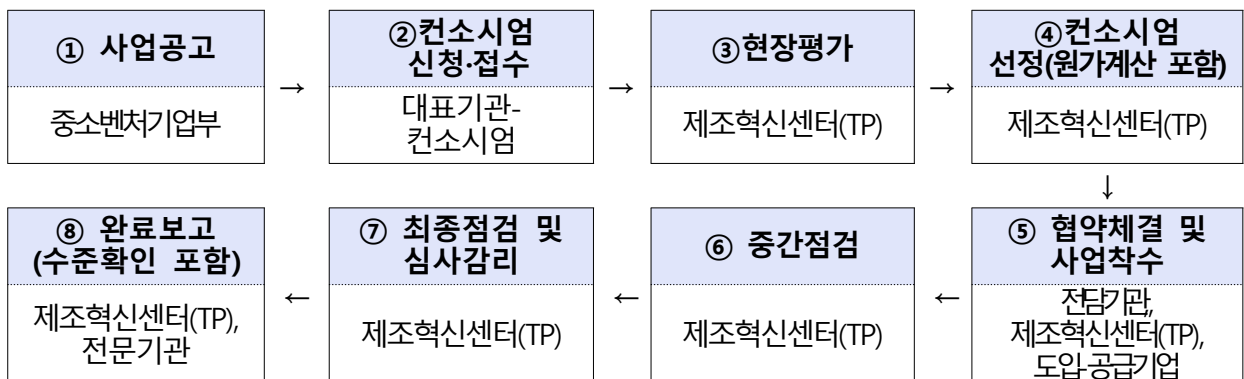 ① 사업공고
중소벤처기업부
→
②컨소시엄
신청·접수
대표기관-
컨소시엄
→
③현장평가
제조혁신센터(TP)
→
④컨소시엄
선정(원가계산 포함)
제조혁신센터(TP)
↓
⑤ 협약체결 및
사업착수
전담기관,
제조혁신센터(TP),
도입·공급기업
←
⑥ 중간점검
제조혁신센터(TP)
←
⑦ 최종점검 및
심사감리
제조혁신센터(TP)
←
⑧ 완료보고
(수준확인 포함)
제조혁신센터(TP),
전문기관